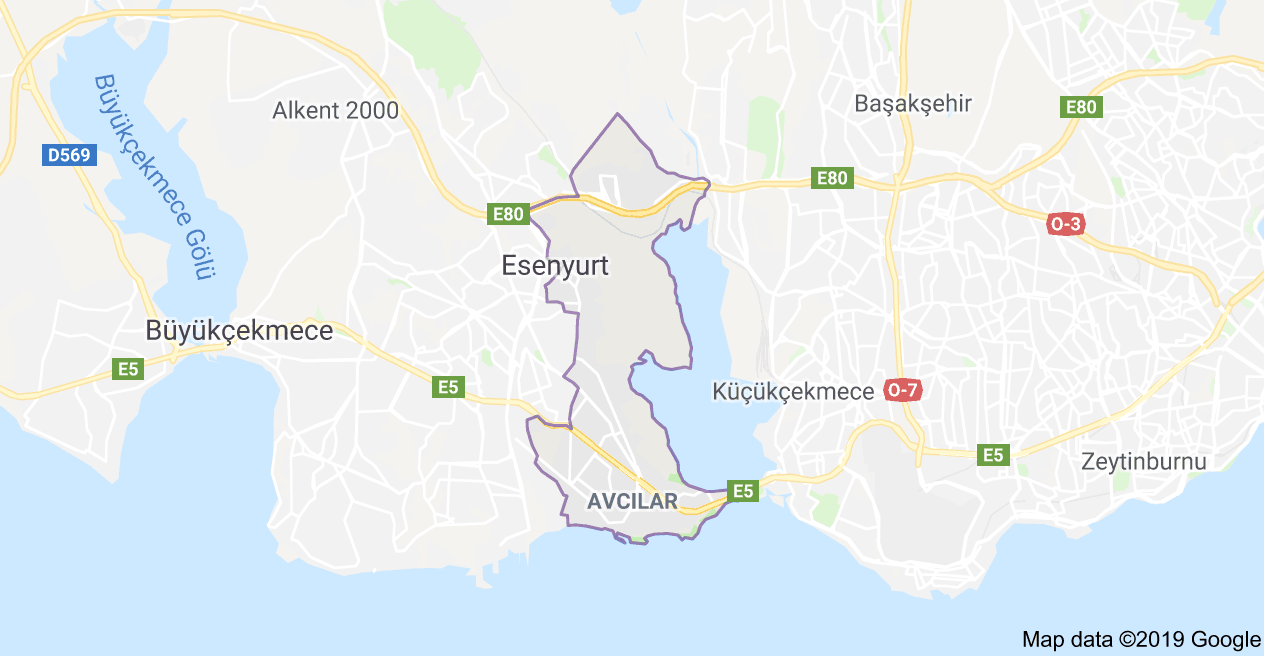 Büyükçekmece Gölü
Alkent 2000
Başakşehir
E80
D569
E80
E80
O-3
Esenyurt
Büyükçekmece
E5
E5
Küçükçekmece
O-7
E5
Zeytinburnu
E5
AVCILAR
Map data ©2019 Google